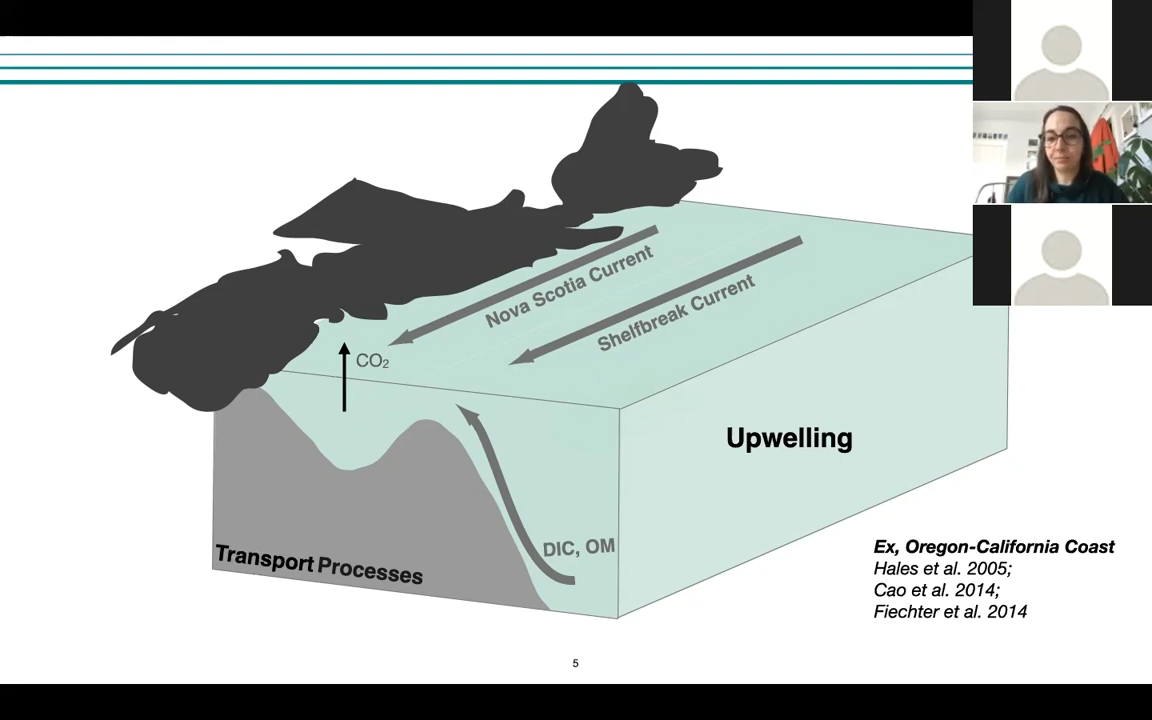 Nova Scotia Current
Shelfbreak Current
CO₂
Upwelling
DIC, OM
Transport Processes
Ex, Oregon-California Coast
Hales et al. 2005;
Cao et al. 2014;
Fiechter et al. 2014
5